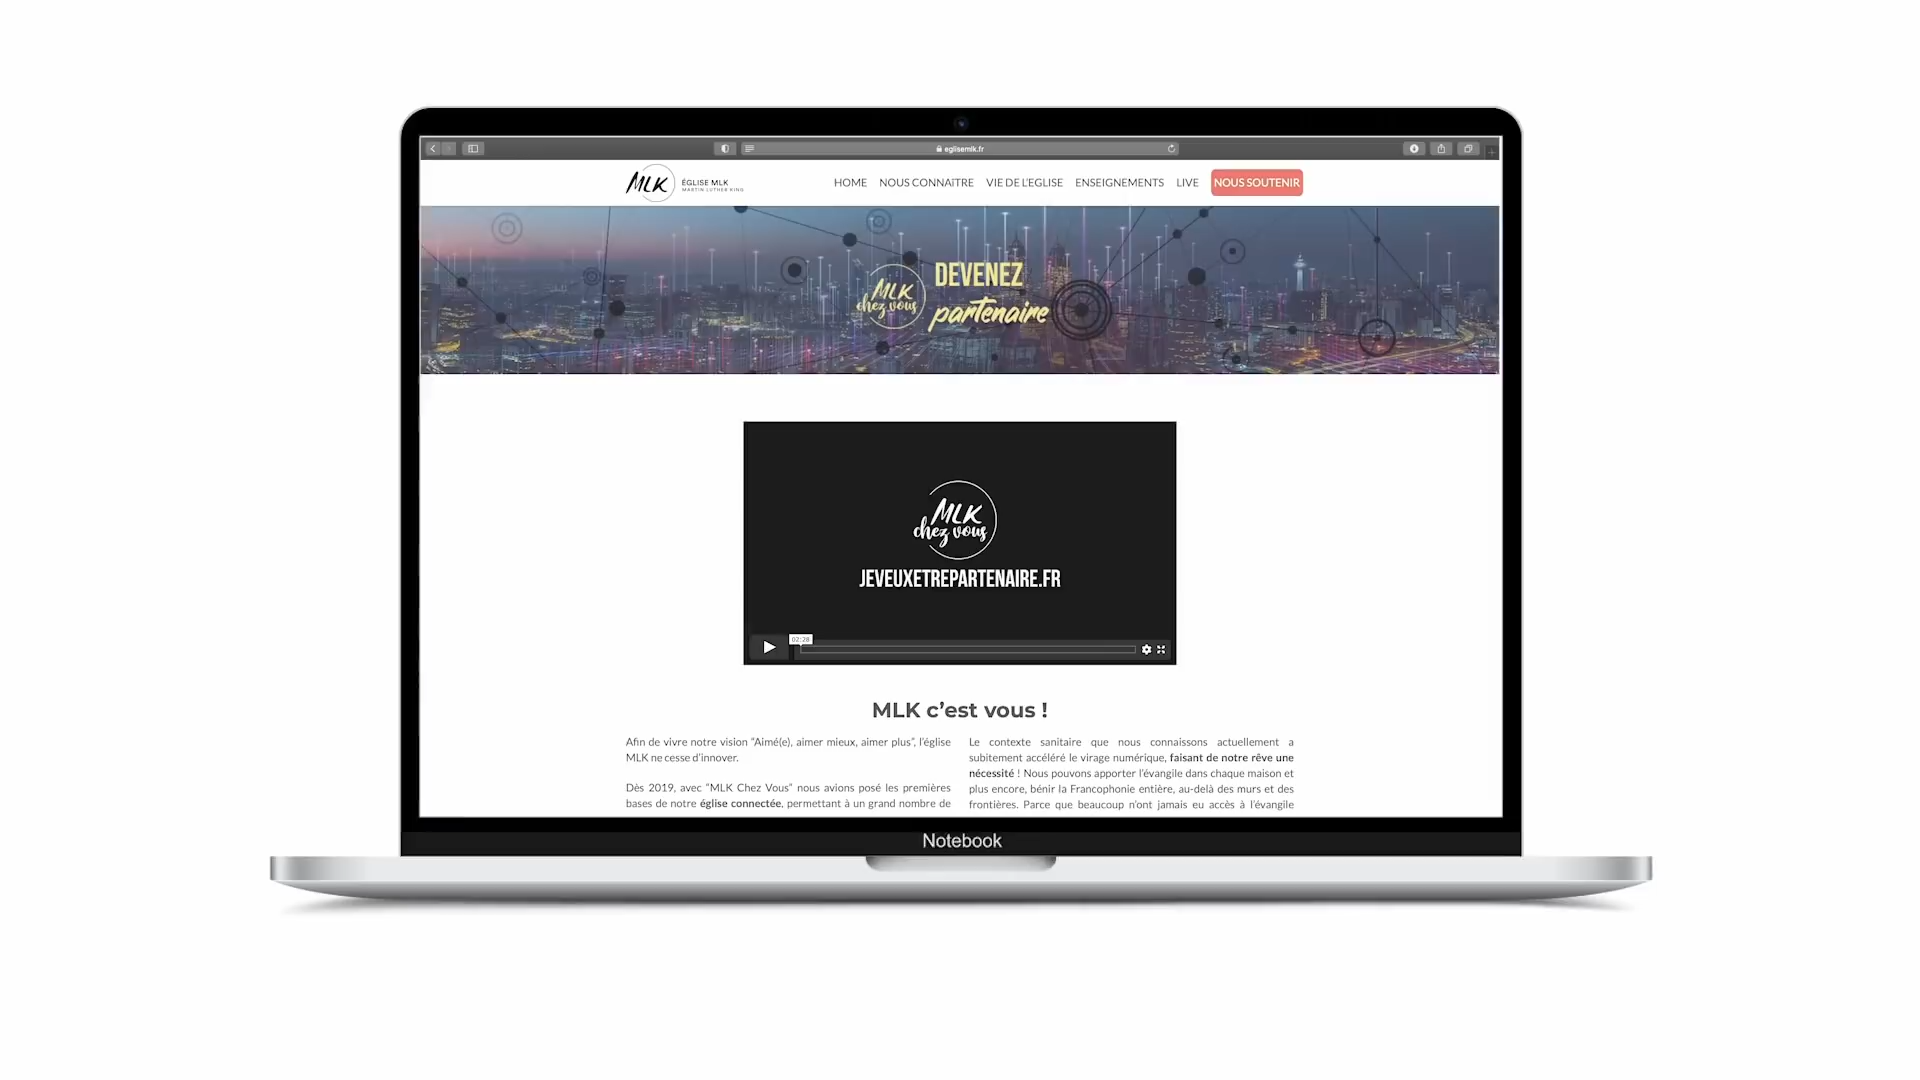 eglisemlk.fr
MLK
ÉGLISE MLK
MARTIN LUTHER KING
HOME NOUS CONNAITRE VIE DE L'EGLISE ENSEIGNEMENTS LIVE NOUS SOUTENIR
MLK
chez vous
DEVENEZ
partenaire
MLK
chez vous
JEVEUXETREPARTENAIRE.FR
02:28
MLK c’est vous !
Afin de vivre notre vision “Aimé(e), aimer mieux, aimer plus”, l’église
MLK ne cesse d’innover.
Dès 2019, avec “MLK Chez Vous” nous avions posé les premières
bases de notre église connectée, permettant à un grand nombre de
Le contexte sanitaire que nous connaissons actuellement a
subitement accéléré le virage numérique, faisant de notre rêve une
nécessité ! Nous pouvons apporter l’évangile dans chaque maison et
plus encore, bénir la Francophonie entière, au-delà des murs et des
frontières. Parce que beaucoup n’ont jamais eu accès à l’évangile
Notebook